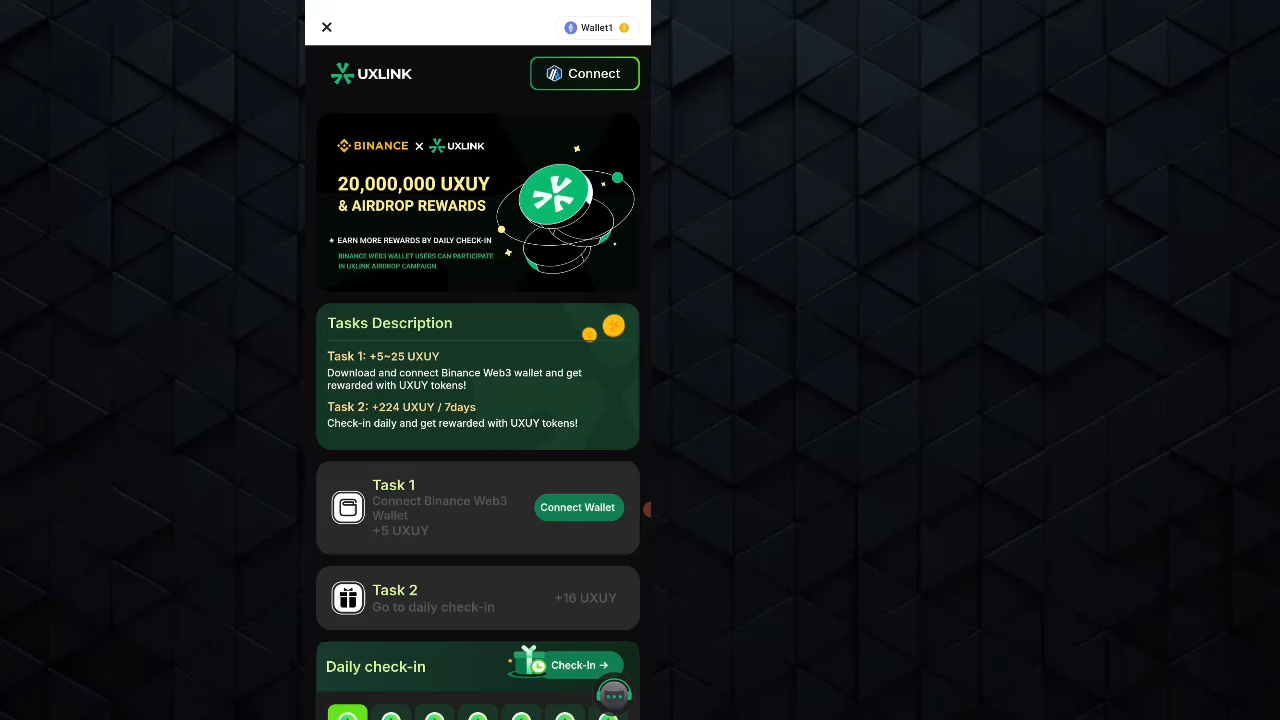 ✕ Wallet1
UXLINK
Connect
BINANCE X UXLINK
20,000,000 UXUY
& AIRDROP REWARDS
EARN MORE REWARDS BY DAILY CHECK-IN
BINANCE WEB3 WALLET USERS CAN PARTICIPATE
IN UXLINK AIRDROP CAMPAIGN.
Tasks Description
Task 1: +5~25 UXUY
Download and connect Binance Web3 wallet and get
rewarded with UXUY tokens!
Task 2: +224 UXUY / 7days
Check-in daily and get rewarded with UXUY tokens!
Task 1
Connect Binance Web3
Wallet
+5 UXUY
Connect Wallet
Task 2
Go to daily check-in
+16 UXUY
Daily check-in
Check-In →